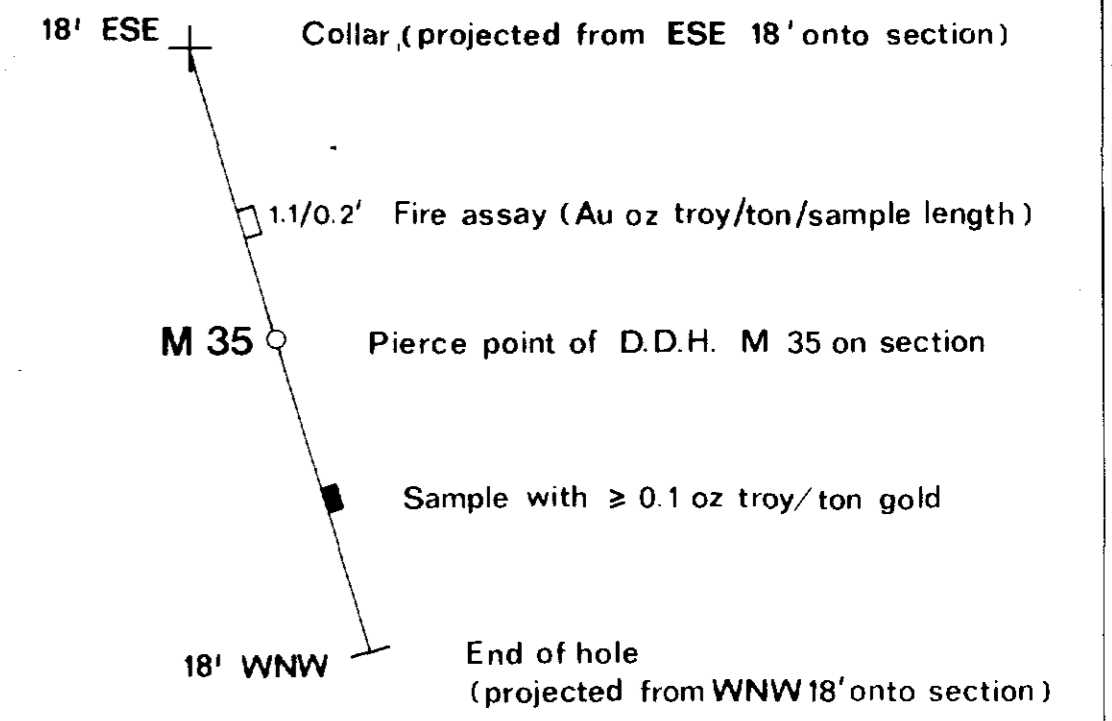 18' ESE Collar (projected from ESE 18' onto section)
1.1/0.2' Fire assay (Au oz troy/ton/sample length)
M 35 Pierce point of D.D.H. M 35 on section
Sample with ≥ 0.1 oz troy/ton gold
18' WNW End of hole
(projected from WNW 18' onto section)